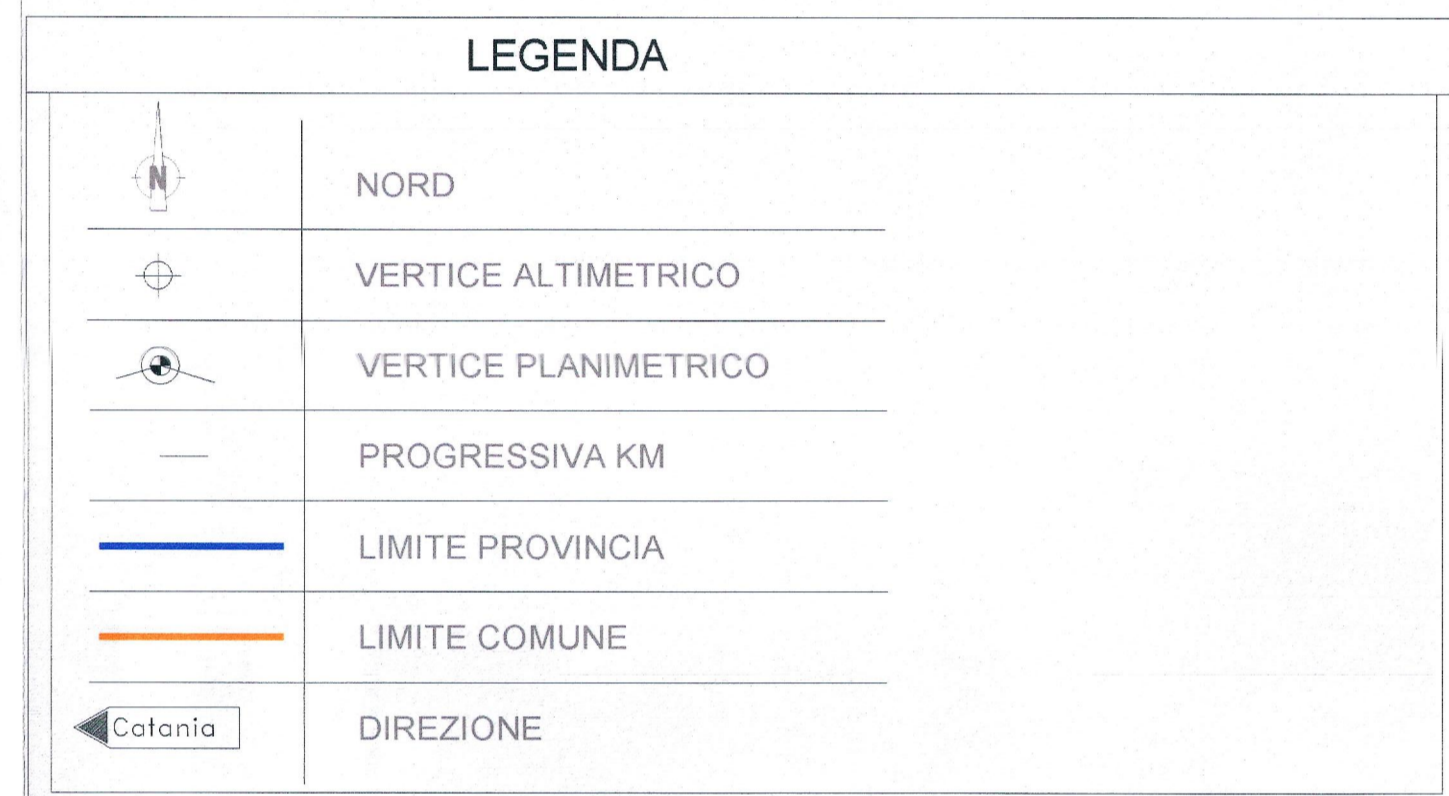 LEGENDA
N NORD
VERTICE ALTIMETRICO
VERTICE PLANIMETRICO
PROGRESSIVA KM
LIMITE PROVINCIA
LIMITE COMUNE
Catania DIREZIONE